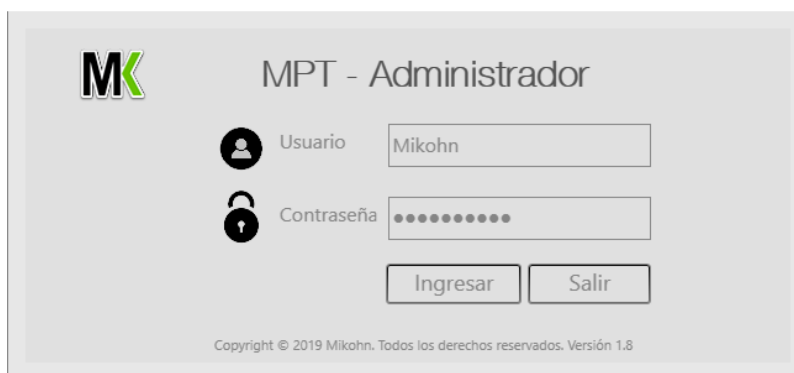 MK
MPT - Administrador
Usuario
Mikohn
Contraseña
●●●●●●●●●●
Ingresar
Salir
Copyright © 2019 Mikohn. Todos los derechos reservados. Versión 1.8